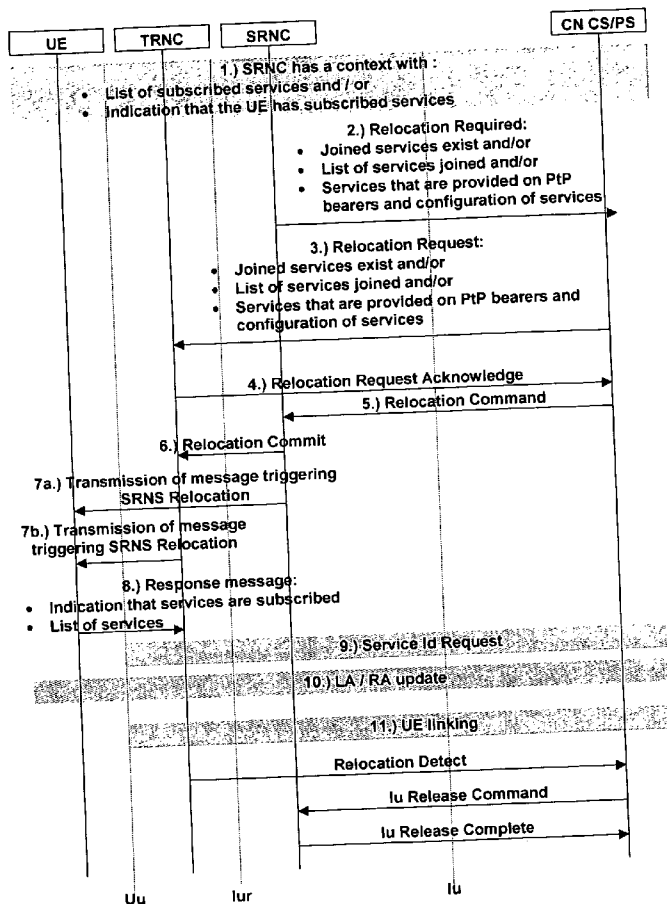 UE TRNC SRNC CN CS/PS
1.) SRNC has a context with :
• List of subscribed services and / or
• Indication that the UE has subscribed services
2.) Relocation Required:
• Joined services exist and/or
• List of services joined and/or
• Services that are provided on PtP
bearers and configuration of services
3.) Relocation Request:
• Joined services exist and/or
• List of services joined and/or
• Services that are provided on PtP bearers and
configuration of services
4.) Relocation Request Acknowledge
5.) Relocation Command
6.) Relocation Commit
7a.) Transmission of message triggering
SRNS Relocation
7b.) Transmission of message
triggering SRNS Relocation
8.) Response message:
• Indication that services are subscribed
• List of services
9.) Service Id Request
10.) LA / RA update
11.) UE linking
Relocation Detect
Iu Release Command
Iu Release Complete
Uu Iur Iu